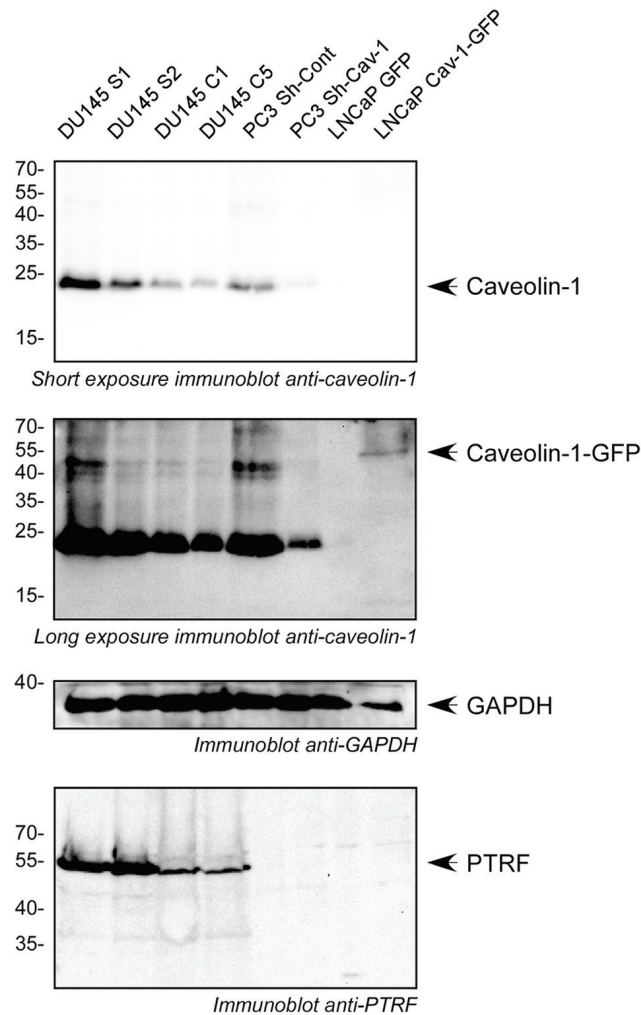 DU145 S1
DU145 S2
DU145 C1
DU145 C5
PC3 Sh-Cont
PC3 Sh-Cav-1
LNCaP GFP
LNCaP Cav-1-GFP
70-
55-
40-
35-
25-
15-
Caveolin-1
Short exposure immunoblot anti-caveolin-1
70-
55-
40-
35-
25-
15-
Caveolin-1-GFP
Long exposure immunoblot anti-caveolin-1
40-
GAPDH
Immunoblot anti-GAPDH
70-
55-
40-
35-
PTRF
Immunoblot anti-PTRF